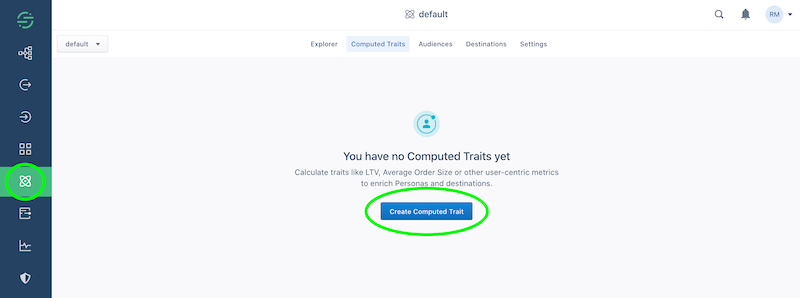 default
RM
default
Explorer Computed Traits Audiences Destinations Settings
You have no Computed Traits yet
Calculate traits like LTV, Average Order Size or other user-centric metrics
to enrich Personas and destinations.
Create Computed Trait